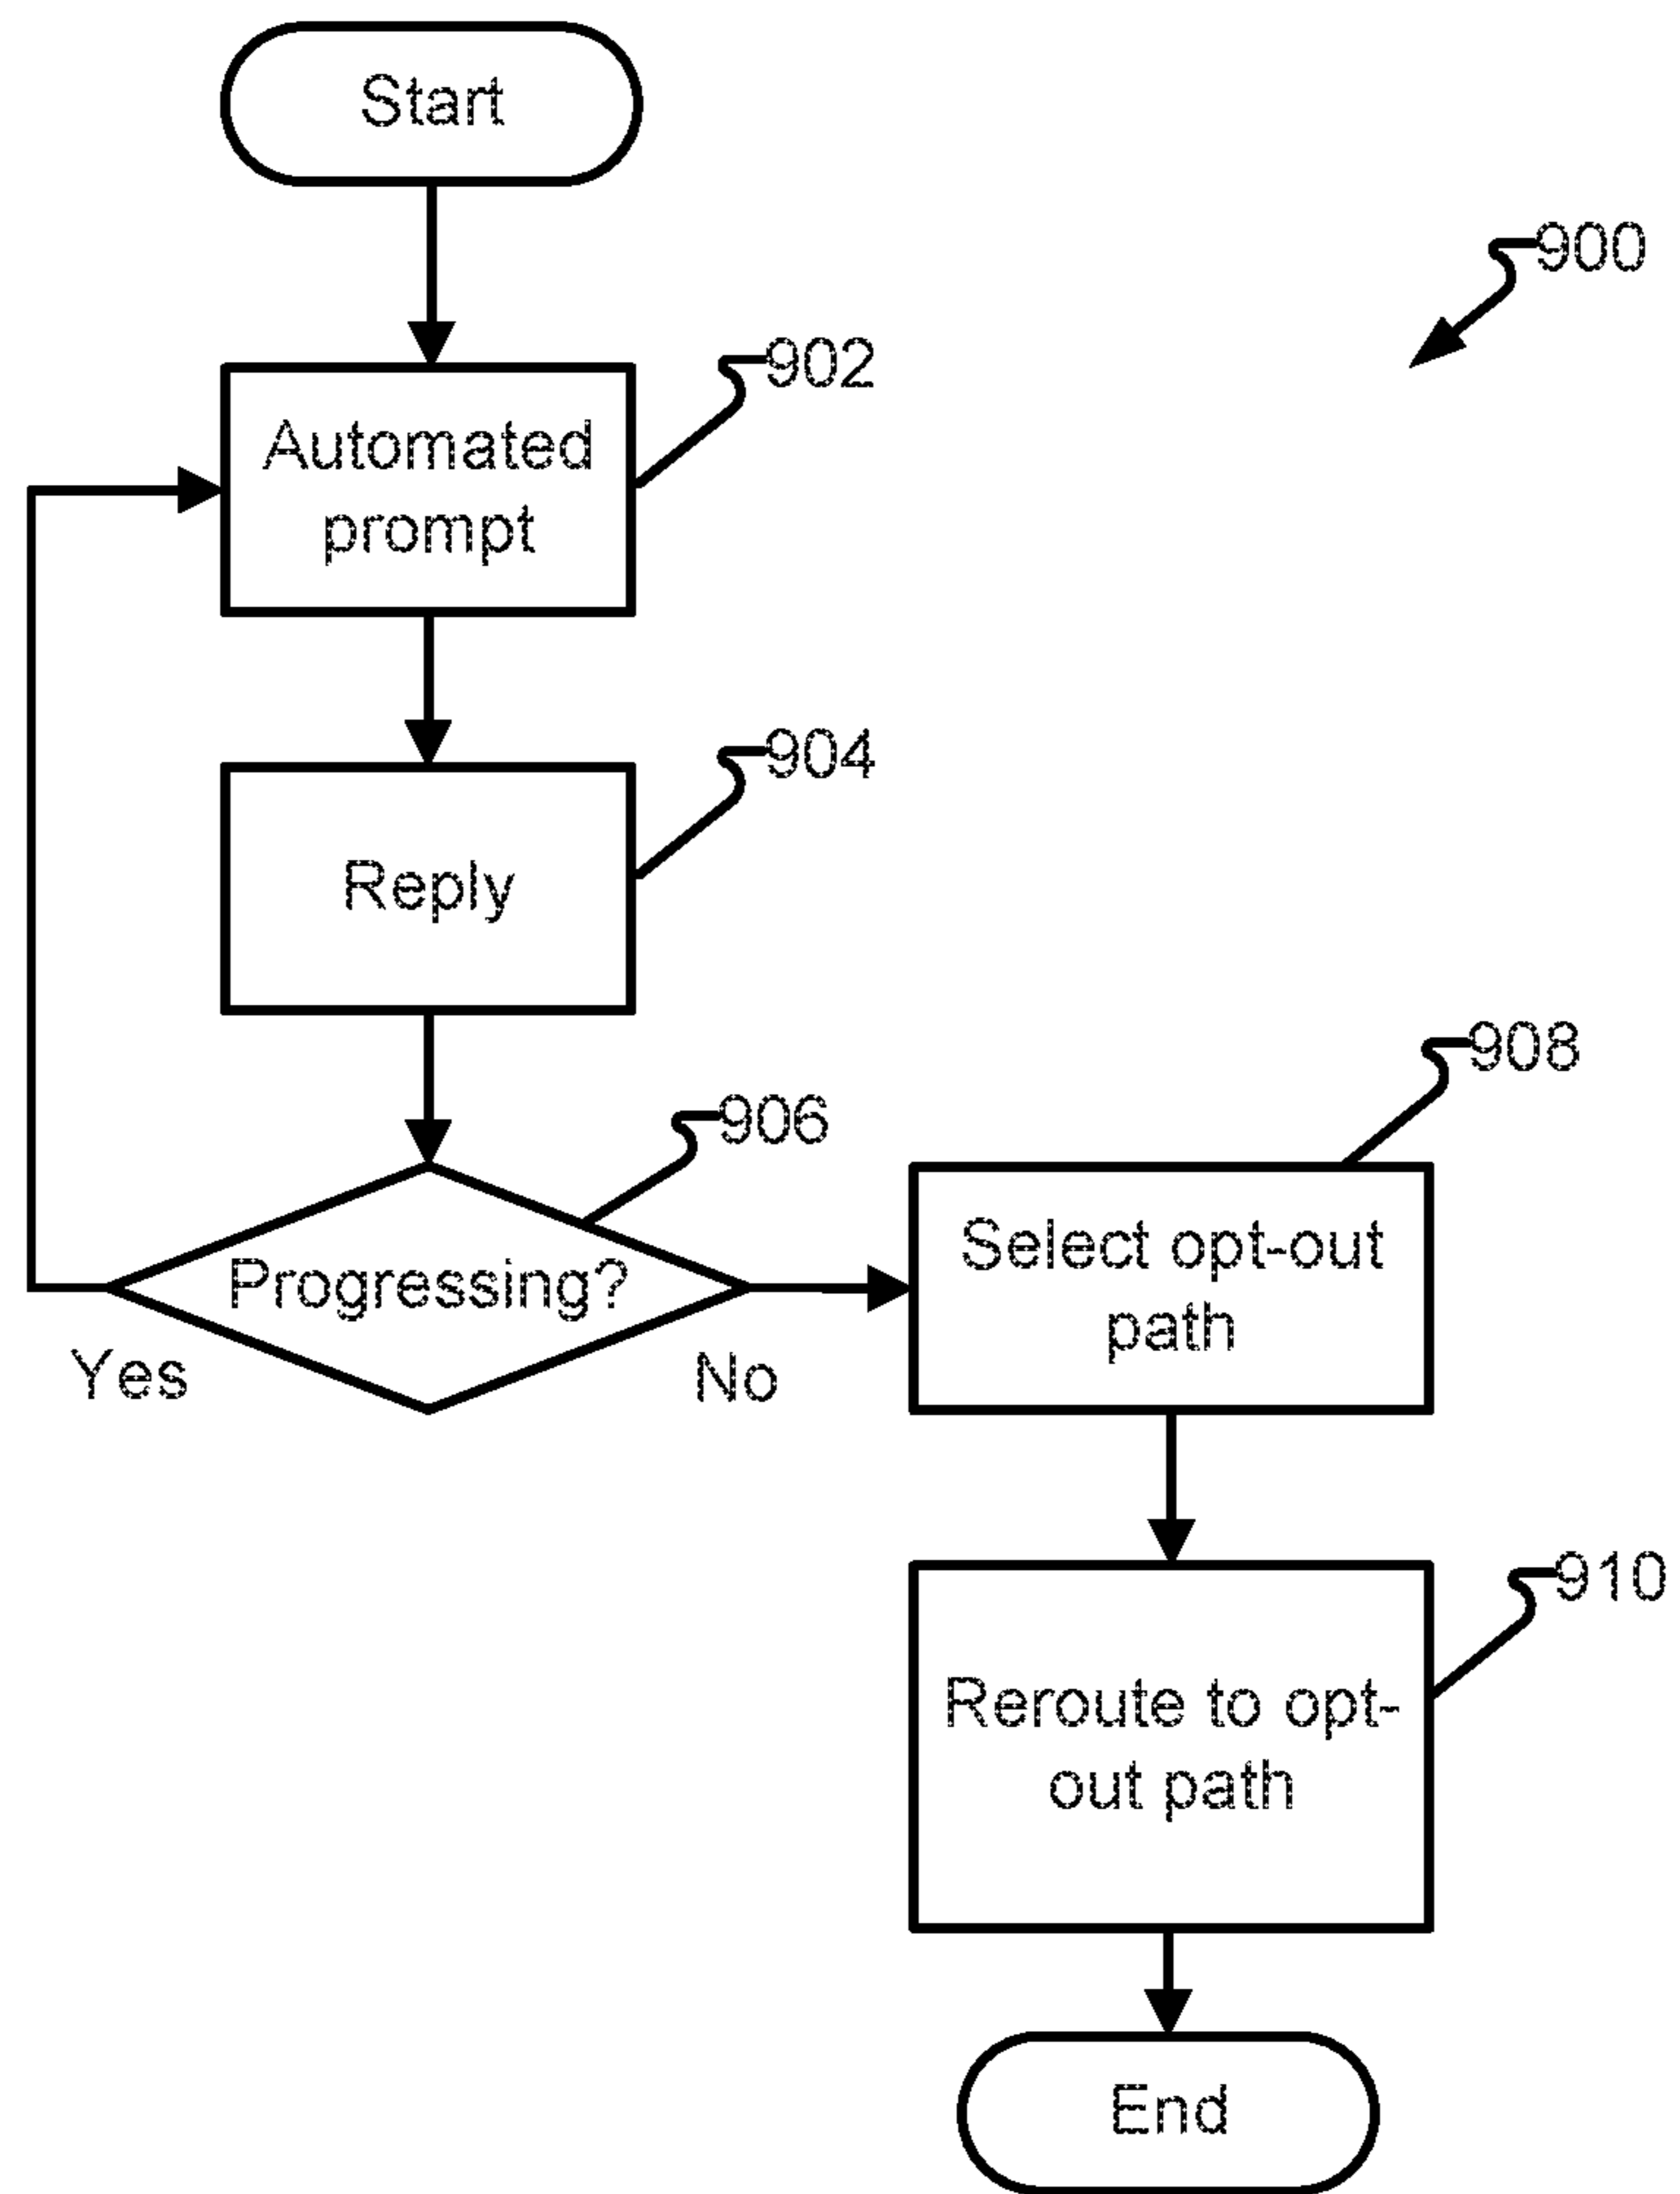 Start
900
902
Automated
prompt
904
Reply
908
906
Select opt-out
path
Progressing?
Yes
No
910
Reroute to opt-
out path
End